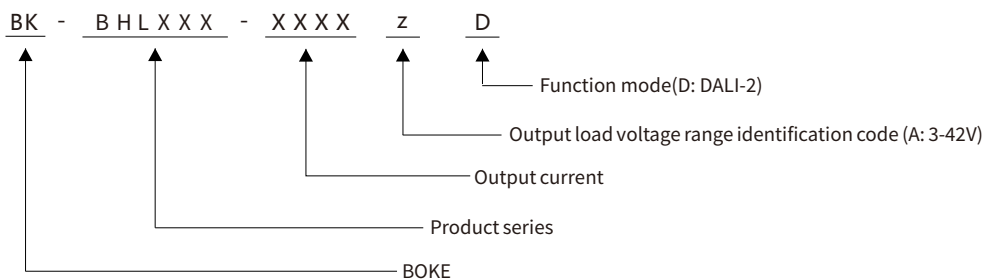 BK - BHLXXX - XXXX z D
Function mode(D: DALI-2)
Output load voltage range identification code (A: 3-42V)
Output current
Product series
BOKE